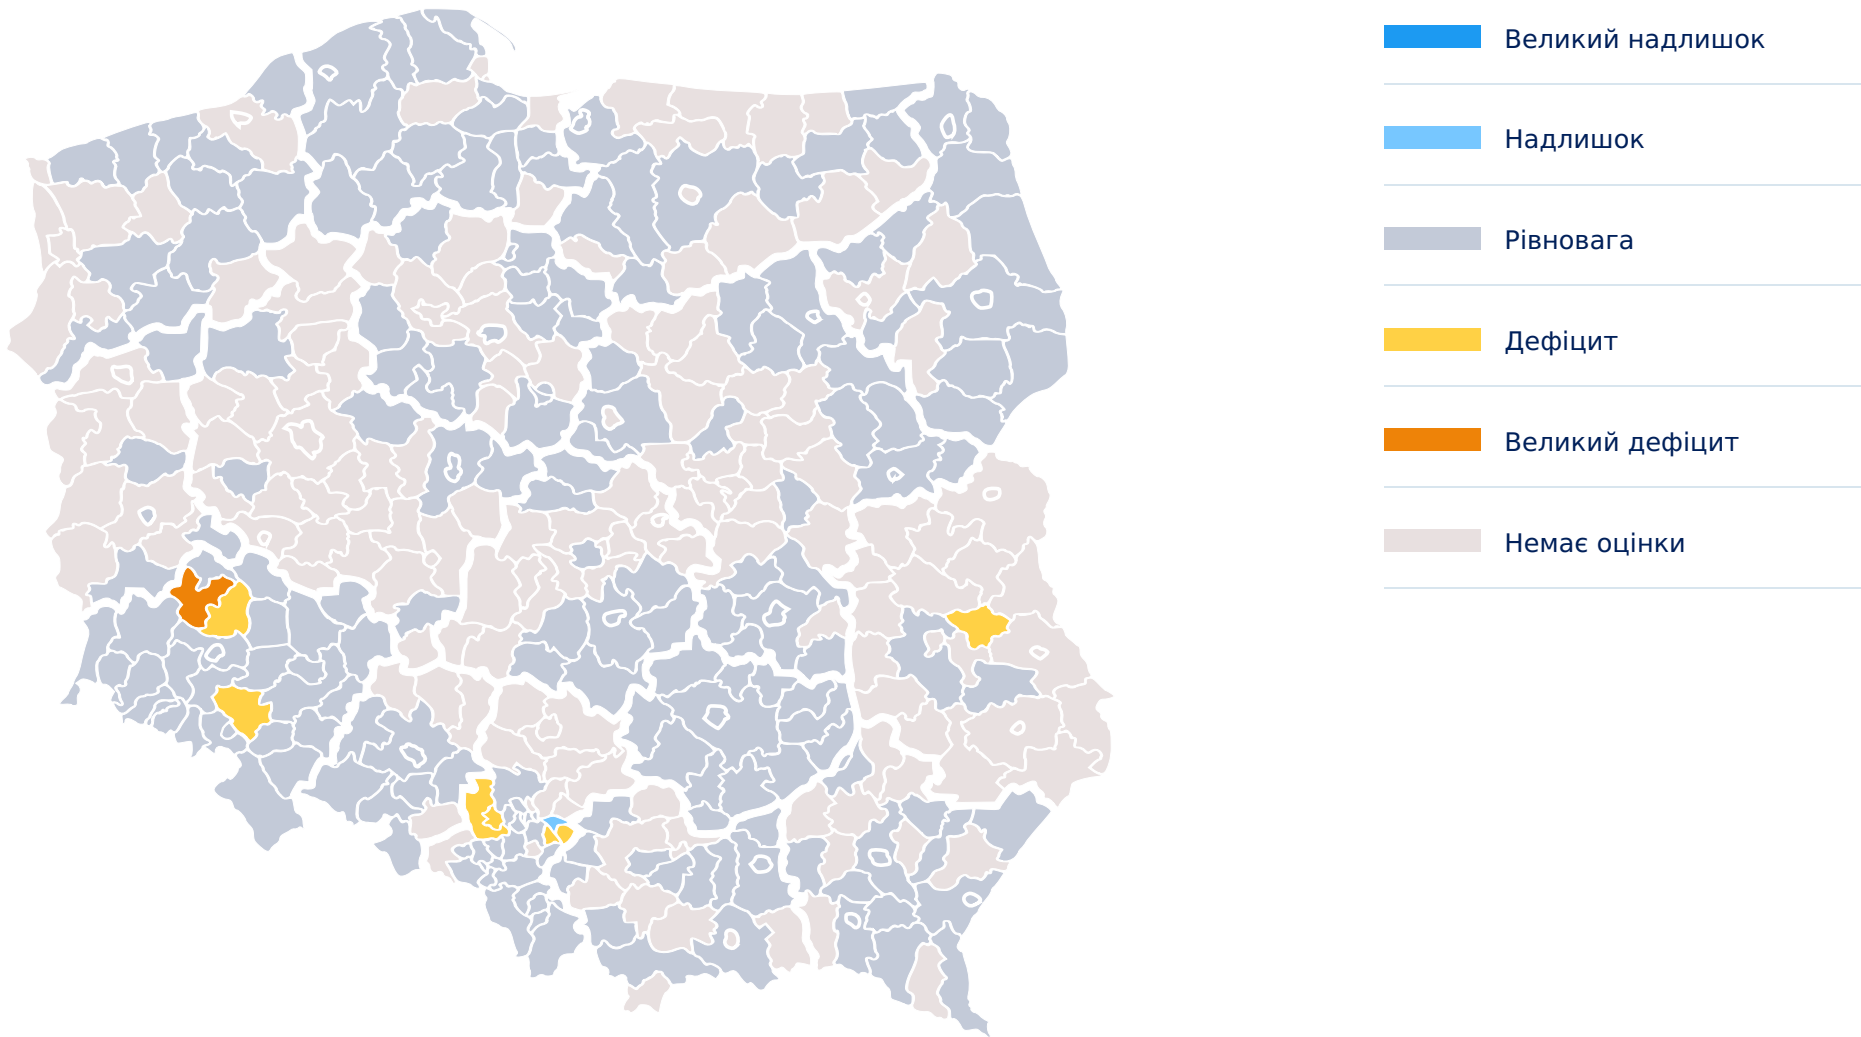 Великий надлишок
Надлишок
Рівновага
Дефіцит
Великий дефіцит
Немає оцінки